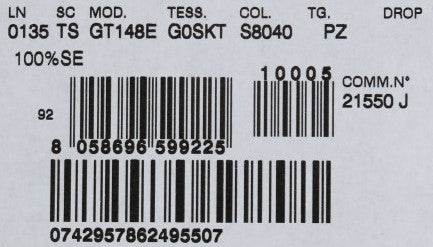 LN SC MOD. TESS. COL. TG. DROP
0135 TS GT148E G0SKT S8040 PZ
100%SE
10005
COMM.N°
92
21550 J
8 058696 599225
0742957862495507